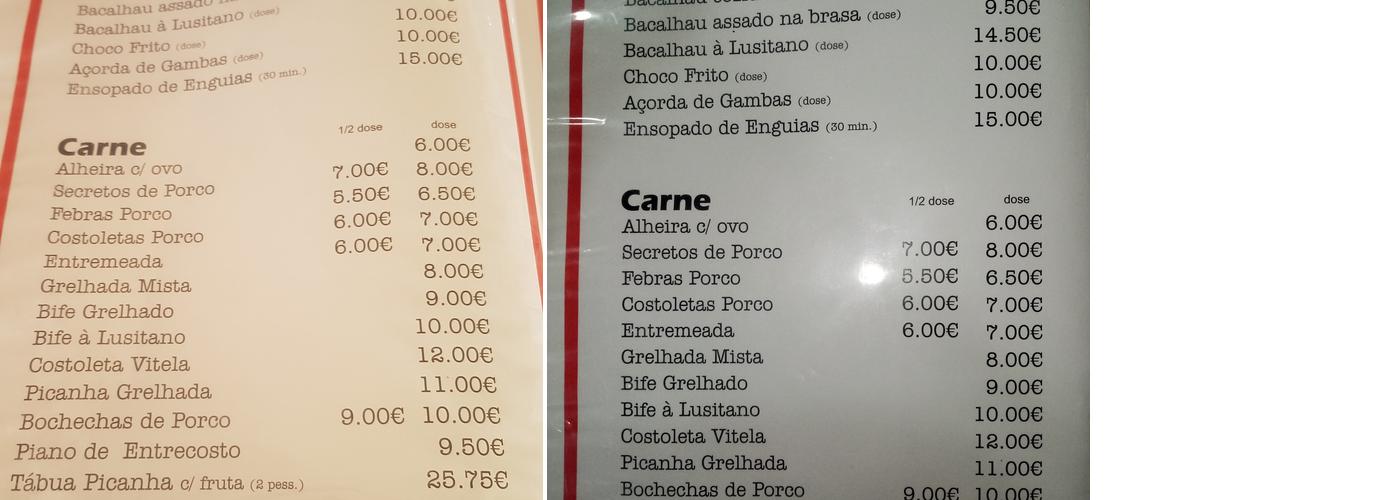 Bacalhau assado
Bacalhau à Lusitano (dose) 10.00€
Choco Frito (dose) 10.00€
Açorda de Gambas (dose) 15.00€
Ensopado de Enguias (30 min.)
Carne 1/2 dose dose
6.00€
Alheira c/ ovo 7.00€ 8.00€
Secretos de Porco 5.50€ 6.50€
Febras Porco 6.00€ 7.00€
Costoletas Porco 6.00€ 7.00€
Entremeada 8.00€
Grelhada Mista 9.00€
Bife Grelhado 10.00€
Bife à Lusitano 12.00€
Costoleta Vitela 11.00€
Picanha Grelhada
Bochechas de Porco 9.00€ 10.00€
Piano de Entrecosto 9.50€
Tábua Picanha c/ fruta (2 pess.) 25.75€
Bacalhau 9.50€
Bacalhau assado na brasa (dose) 14.50€
Bacalhau à Lusitano (dose) 10.00€
Choco Frito (dose) 10.00€
Açorda de Gambas (dose) 15.00€
Ensopado de Enguias (30 min.)
Carne 1/2 dose dose
Alheira c/ ovo 6.00€
Secretos de Porco 7.00€ 8.00€
Febras Porco 5.50€ 6.50€
Costoletas Porco 6.00€ 7.00€
Entremeada 6.00€ 7.00€
Grelhada Mista 8.00€
Bife Grelhado 9.00€
Bife à Lusitano 10.00€
Costoleta Vitela 12.00€
Picanha Grelhada 11.00€
Bochechas de Porco 9.00€ 10.00€